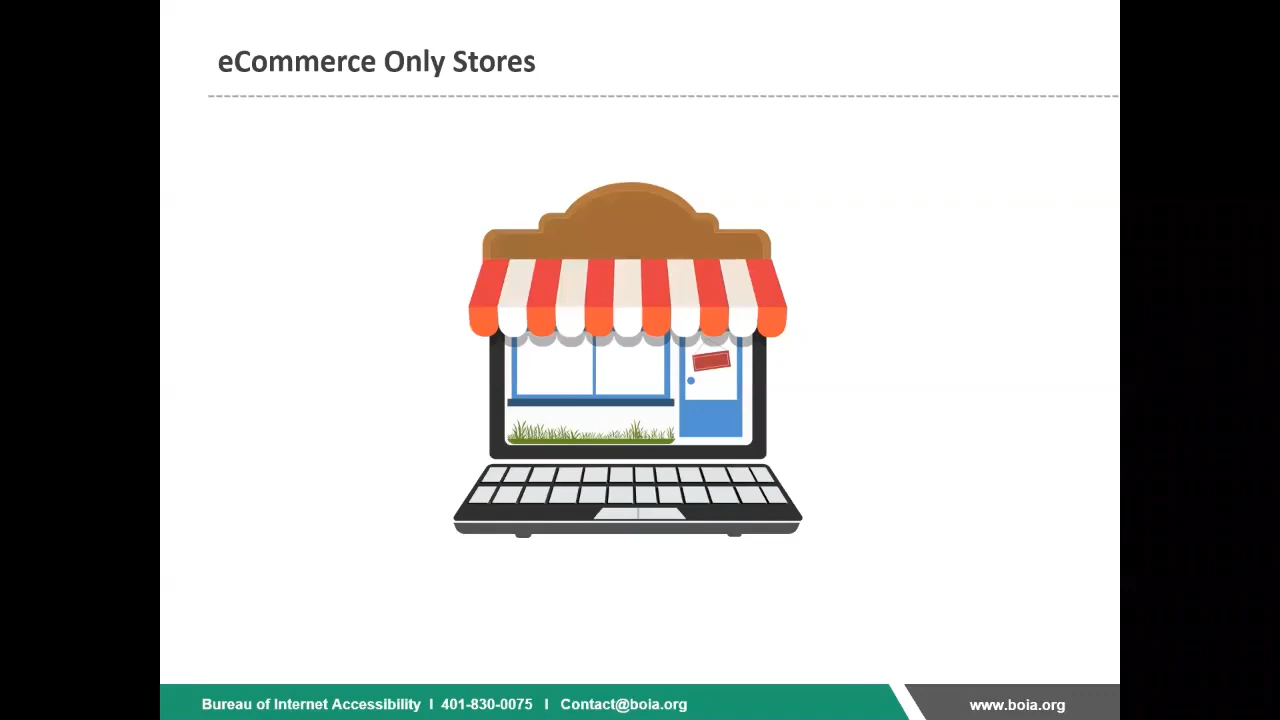 eCommerce Only Stores
Bureau of Internet Accessibility I 401-830-0075 I Contact@boia.org
www.boia.org